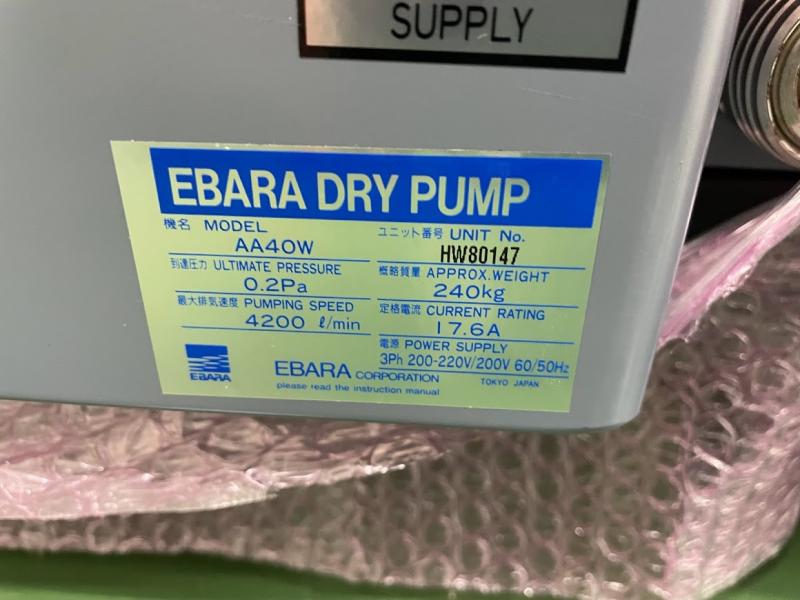 SUPPLY
EBARA DRY PUMP
機名 MODEL
AA40W
ユニット番号 UNIT No.
HW80147
到達圧力 ULTIMATE PRESSURE
0.2Pa
概略質量 APPROX.WEIGHT
240kg
最大排気速度 PUMPING SPEED
4200 ℓ/min
定格電流 CURRENT RATING
17.6A
電源 POWER SUPPLY
3Ph 200-220V/200V 60/50Hz
EBARA
EBARA CORPORATION
TOKYO JAPAN
please read the instruction manual